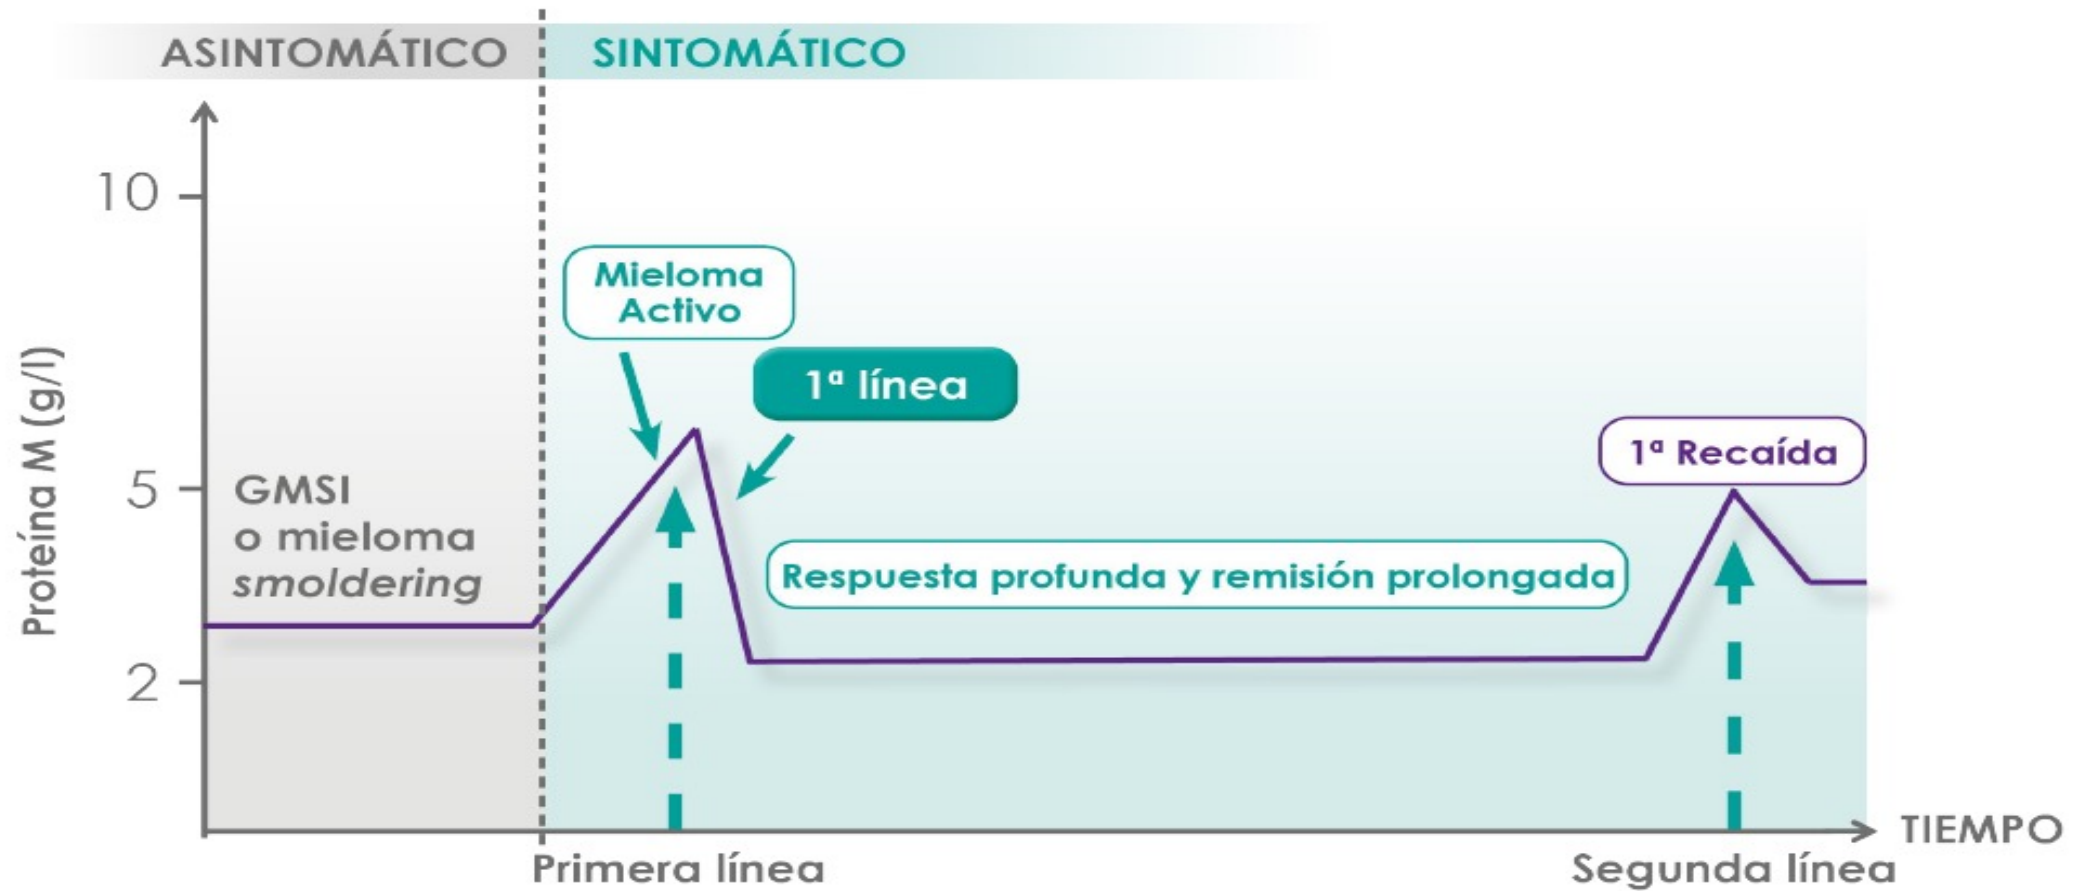 ASINTOMÁTICO
SINTOMÁTICO
Proteína M (g/l)
10
5
2
GMSI
o mieloma
smoldering
Mieloma
Activo
1ª línea
Respuesta profunda y remisión prolongada
1ª Recaída
TIEMPO
Primera línea
Segunda línea